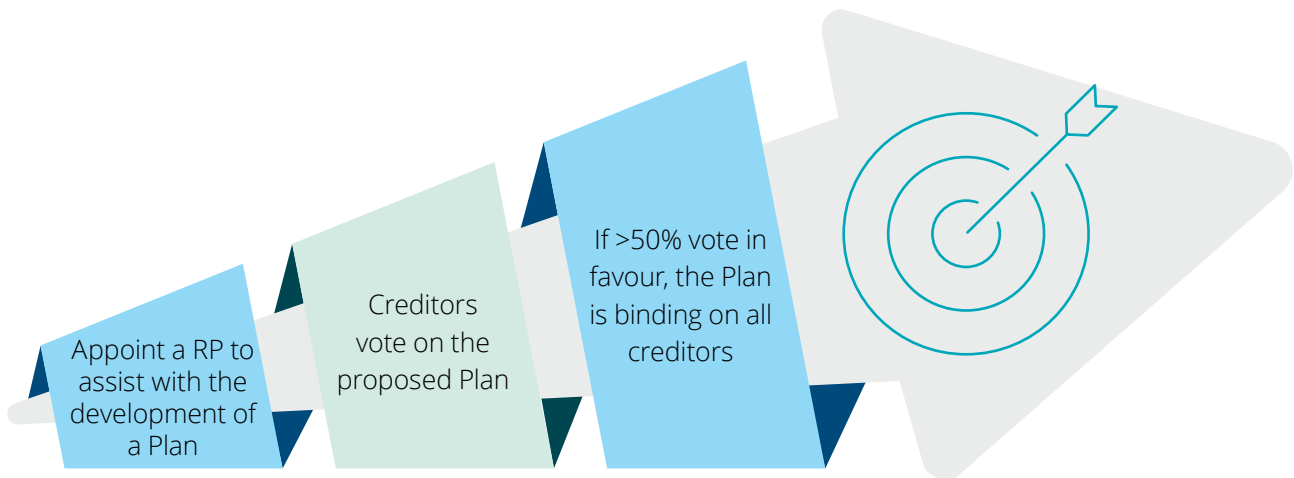 Appoint a RP to
assist with the
development of
a Plan
Creditors
vote on the
proposed Plan
If >50% vote in
favour, the Plan
is binding on all
creditors